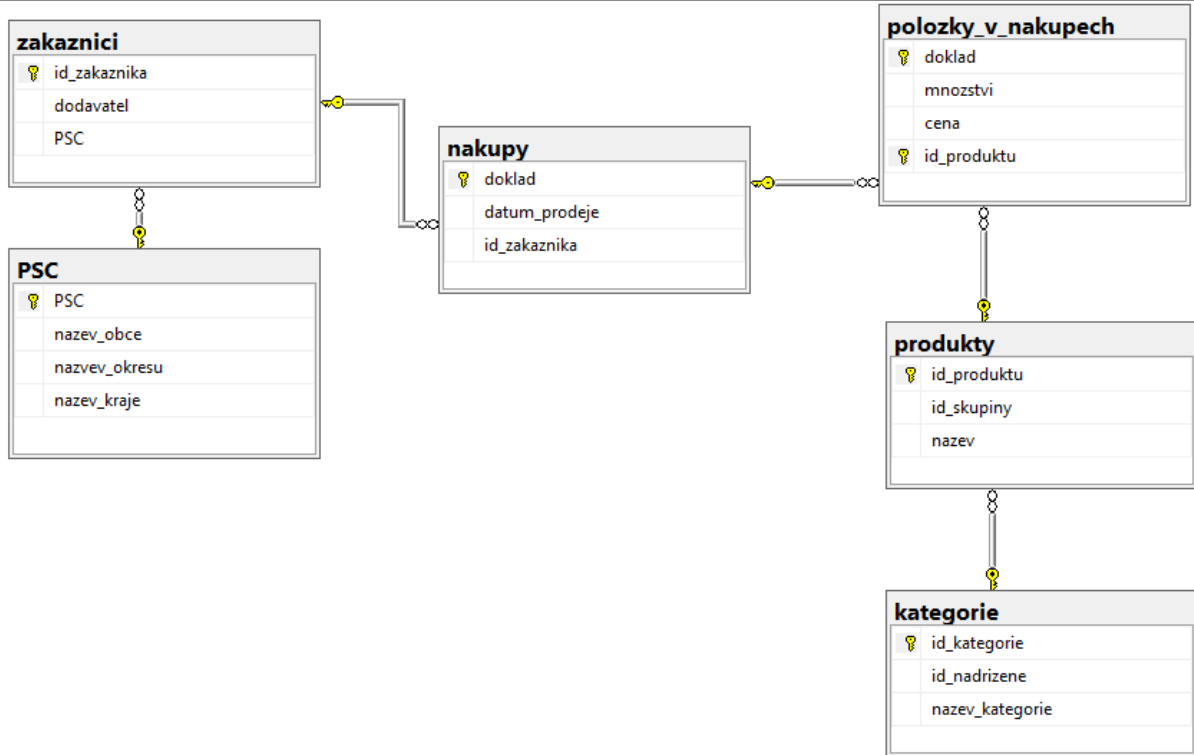 zakaznici
id_zakaznika
dodavatel
PSC
PSC
PSC
nazev_obce
nazvev_okresu
nazev_kraje
nakupy
doklad
datum_prodeje
id_zakaznika
polozky_v_nakupech
doklad
mnozstvi
cena
id_produktu
produkty
id_produktu
id_skupiny
nazev
kategorie
id_kategorie
id_nadrizene
nazev_kategorie